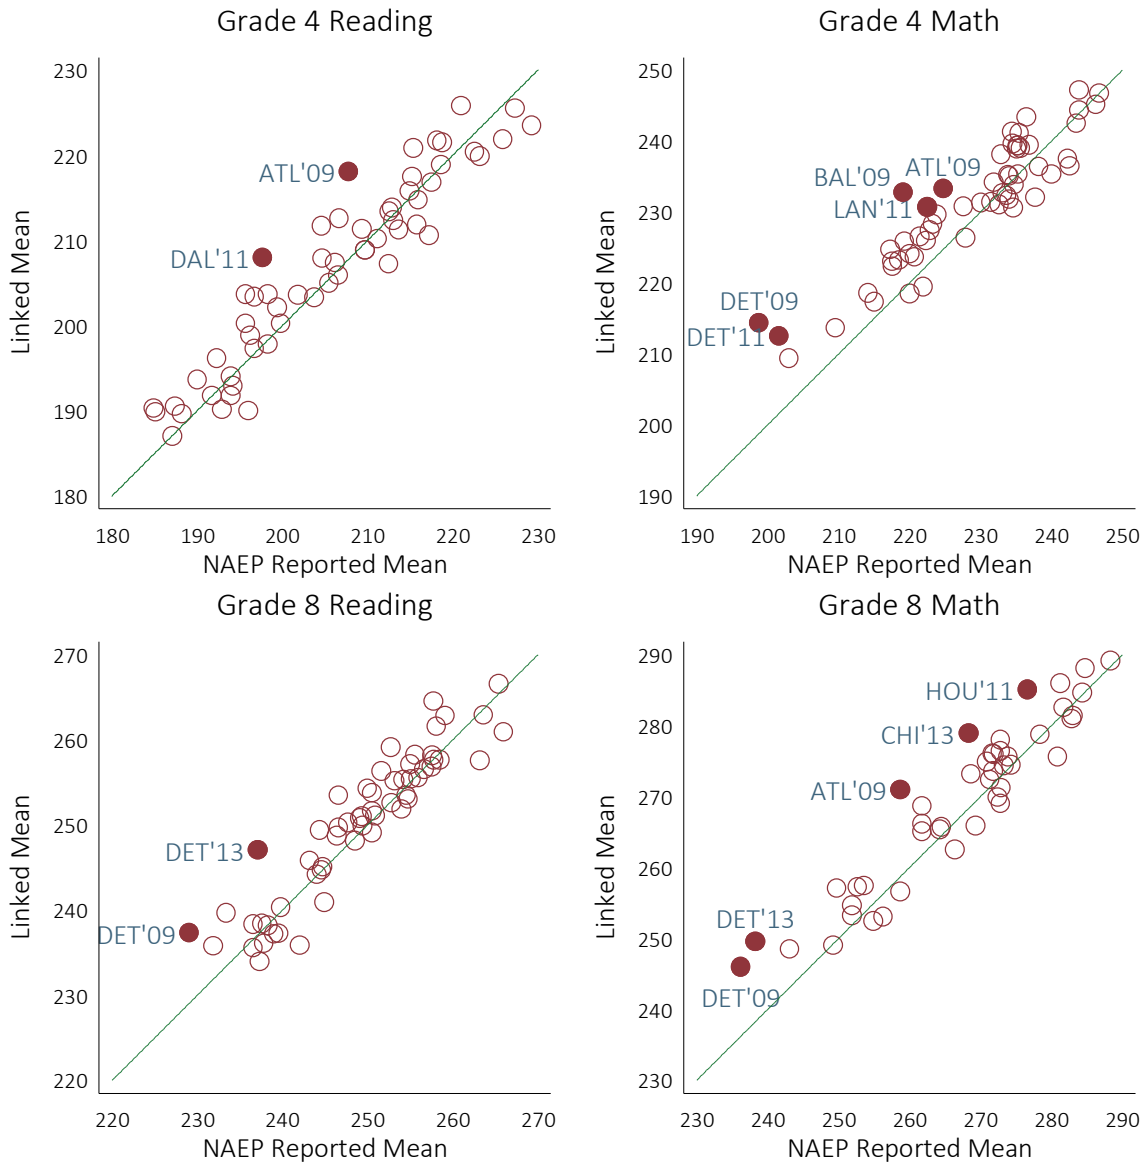 Grade 4 Reading
230
220
210
200
190
180
Linked Mean
ATL'09
DAL'11
180 190 200 210 220 230
NAEP Reported Mean
Grade 4 Math
250
240
230
220
210
200
190
Linked Mean
BAL'09 ATL'09
LAN'11
DET'09
DET'11
190 200 210 220 230 240 250
NAEP Reported Mean
Grade 8 Reading
270
260
250
240
230
220
Linked Mean
DET'13
DET'09
220 230 240 250 260 270
NAEP Reported Mean
Grade 8 Math
290
280
270
260
250
240
230
Linked Mean
HOU'11
CHI'13
ATL'09
DET'13
DET'09
230 240 250 260 270 280 290
NAEP Reported Mean